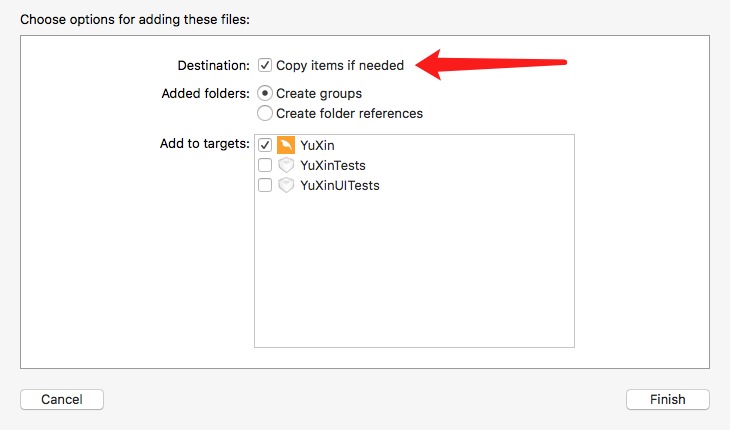 Choose options for adding these files:
Destination: Copy items if needed
Added folders: Create groups
Create folder references
Add to targets: YuXin
YuXinTests
YuXinUITests
Cancel Finish